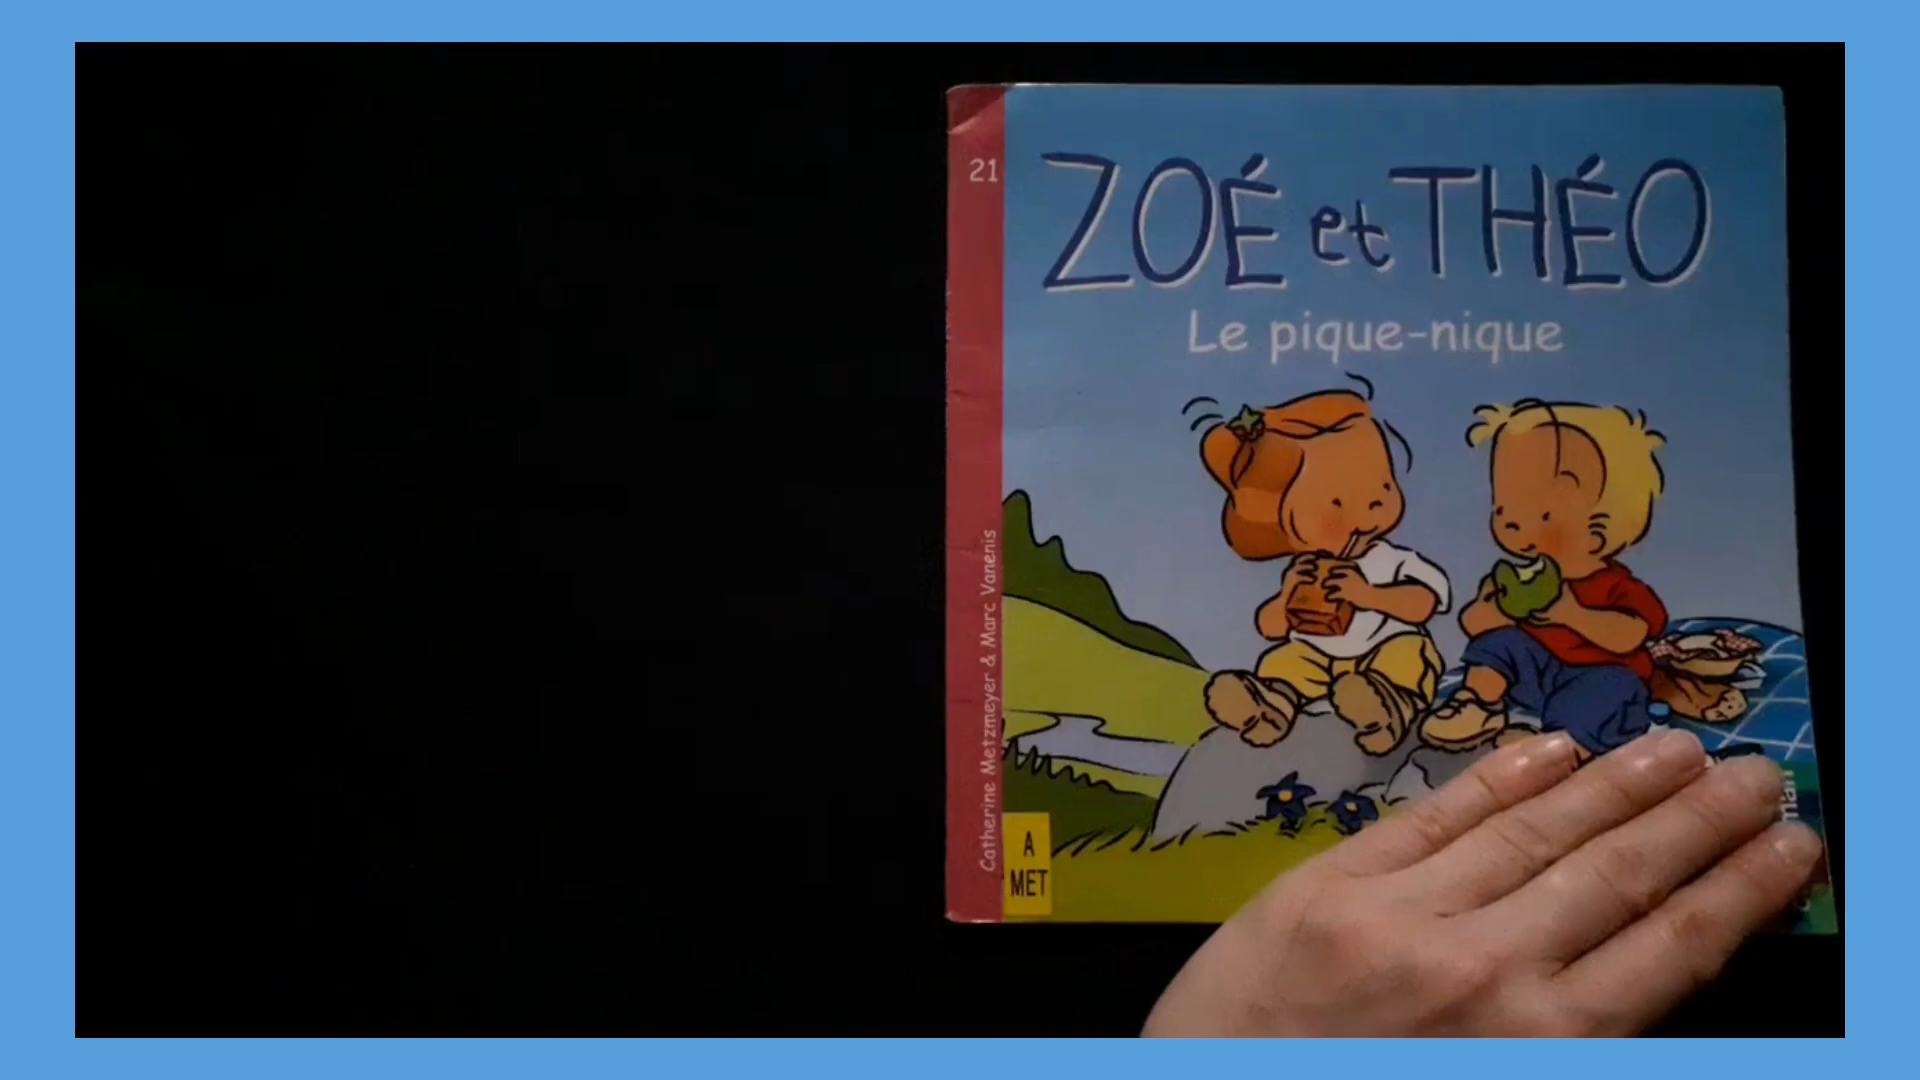 21
ZOÉ et THÉO
Le pique-nique
Catherine Metzmeyer & Marc Vanenis
A
MET